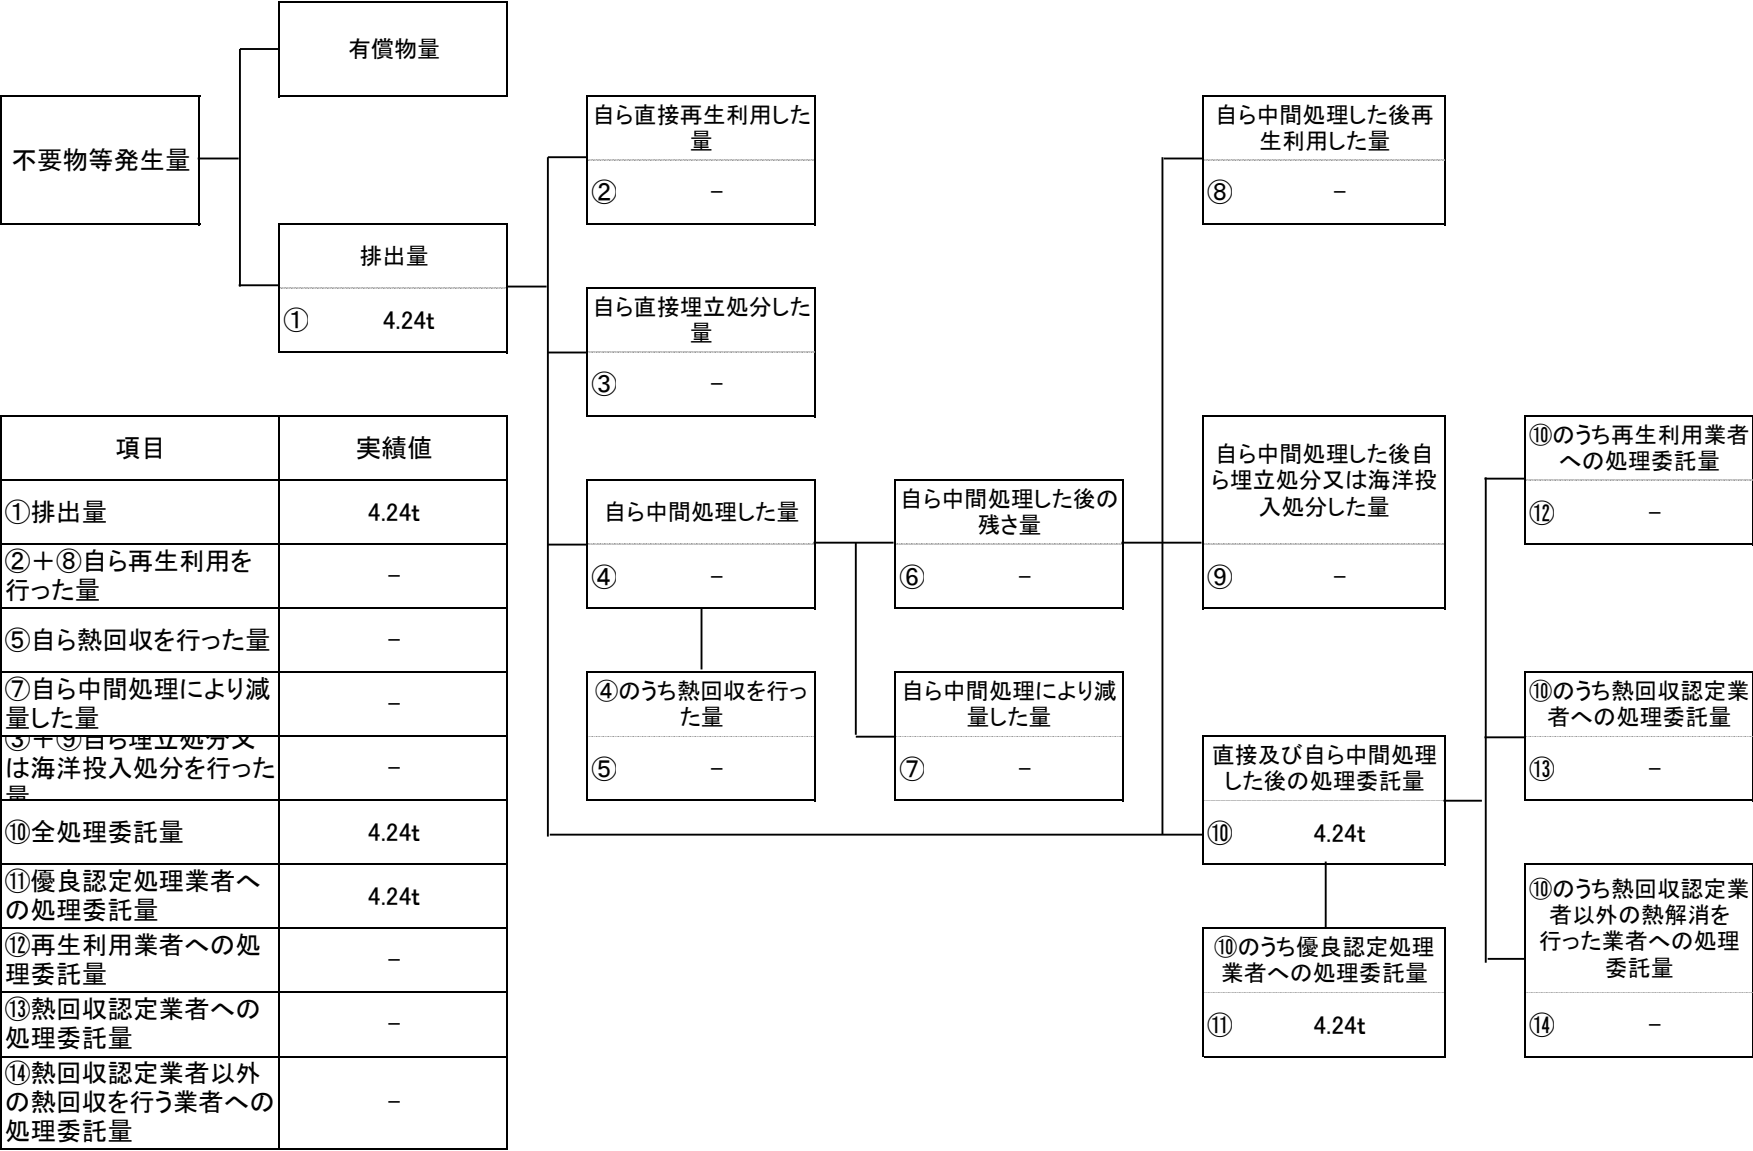 有償物量
不要物等発生量
排出量
① 4.24t
自ら直接再生利用した
量
② −
自ら直接埋立処分した
量
③ −
自ら中間処理した量
④ −
④のうち熱回収を行っ
た量
⑤ −
自ら中間処理した後の
残さ量
⑥ −
自ら中間処理により減
量した量
⑦ −
自ら中間処理した後再
生利用した量
⑧ −
自ら中間処理した後自
ら埋立処分又は海洋投
入処分した量
⑨ −
直接及び自ら中間処理
した後の処理委託量
⑩ 4.24t
⑩のうち優良認定処理
業者への処理委託量
⑪ 4.24t
⑩のうち再生利用業者
への処理委託量
⑫ −
⑩のうち熱回収認定業
者への処理委託量
⑬ −
⑩のうち熱回収認定業
者以外の熱解消を
行った業者への処理
委託量
⑭ −
項目 実績値
①排出量 4.24t
②＋⑧自ら再生利用を
行った量 −
⑤自ら熱回収を行った量 −
⑦自ら中間処理により減
量した量 −
③＋⑨自ら埋立処分又
は海洋投入処分を行った
量 −
⑩全処理委託量 4.24t
⑪優良認定処理業者へ
の処理委託量 4.24t
⑫再生利用業者への処
理委託量 −
⑬熱回収認定業者への
処理委託量 −
⑭熱回収認定業者以外
の熱回収を行う業者への
処理委託量 −